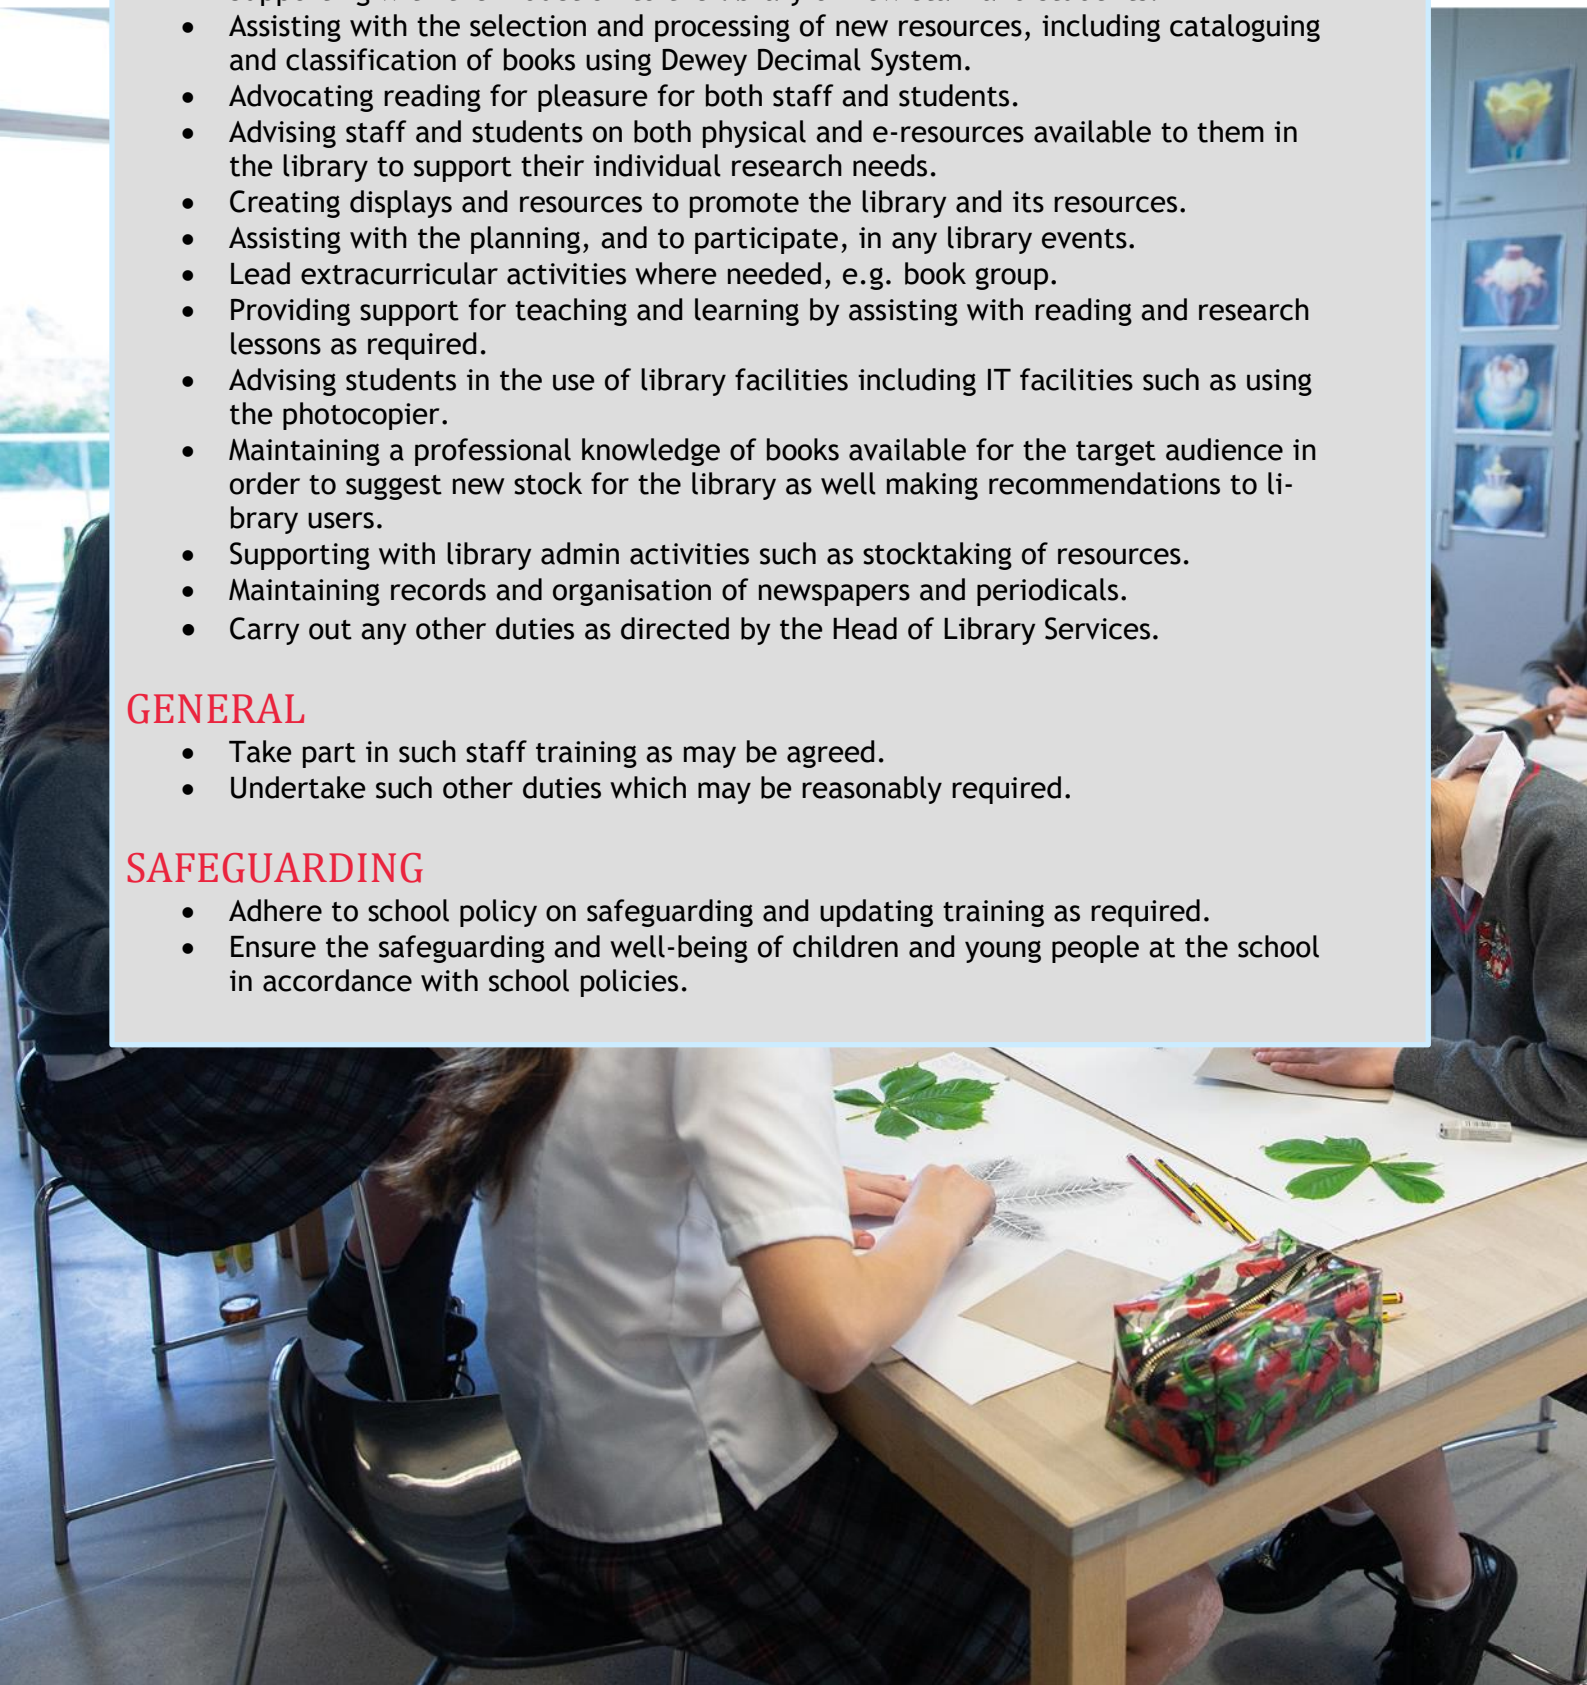 • Assisting with the selection and processing of new resources, including cataloguing
and classification of books using Dewey Decimal System.
• Advocating reading for pleasure for both staff and students.
• Advising staff and students on both physical and e-resources available to them in
the library to support their individual research needs.
• Creating displays and resources to promote the library and its resources.
• Assisting with the planning, and to participate, in any library events.
• Lead extracurricular activities where needed, e.g. book group.
• Providing support for teaching and learning by assisting with reading and research
lessons as required.
• Advising students in the use of library facilities including IT facilities such as using
the photocopier.
• Maintaining a professional knowledge of books available for the target audience in
order to suggest new stock for the library as well making recommendations to li-
brary users.
• Supporting with library admin activities such as stocktaking of resources.
• Maintaining records and organisation of newspapers and periodicals.
• Carry out any other duties as directed by the Head of Library Services.
GENERAL
• Take part in such staff training as may be agreed.
• Undertake such other duties which may be reasonably required.
SAFEGUARDING
• Adhere to school policy on safeguarding and updating training as required.
• Ensure the safeguarding and well-being of children and young people at the school
in accordance with school policies.